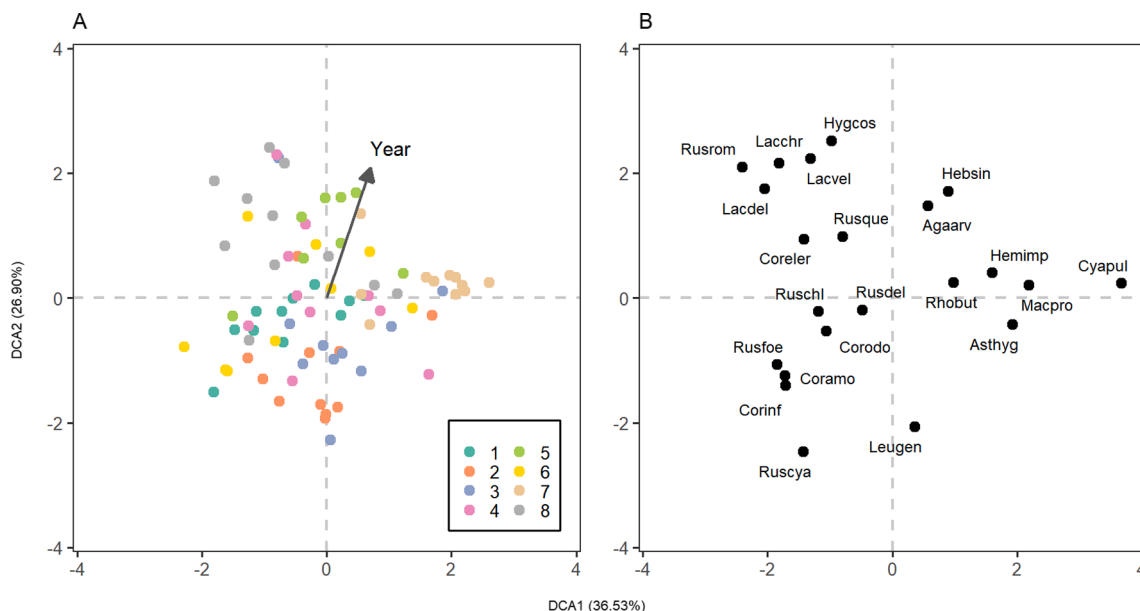 A
B
4
2
0
-2
-4
-4
-2
0
2
4
DCA2 (26.90%)
Year
1 5
2 6
3 7
4 8
4
2
0
-2
-4
-4
-2
0
2
4
Hygcos
Lacchr
Rusrom
Lacvel
Hebsin
Lacdel
Rusque
Agaarv
Coreler
Hemimp
Cyapul
Ruschl
Rusdel
Rhobut
Macpro
Corodo
Asthyg
Rusfoe
Coramo
Corinf
Leugen
Ruscya
DCA1 (36.53%)